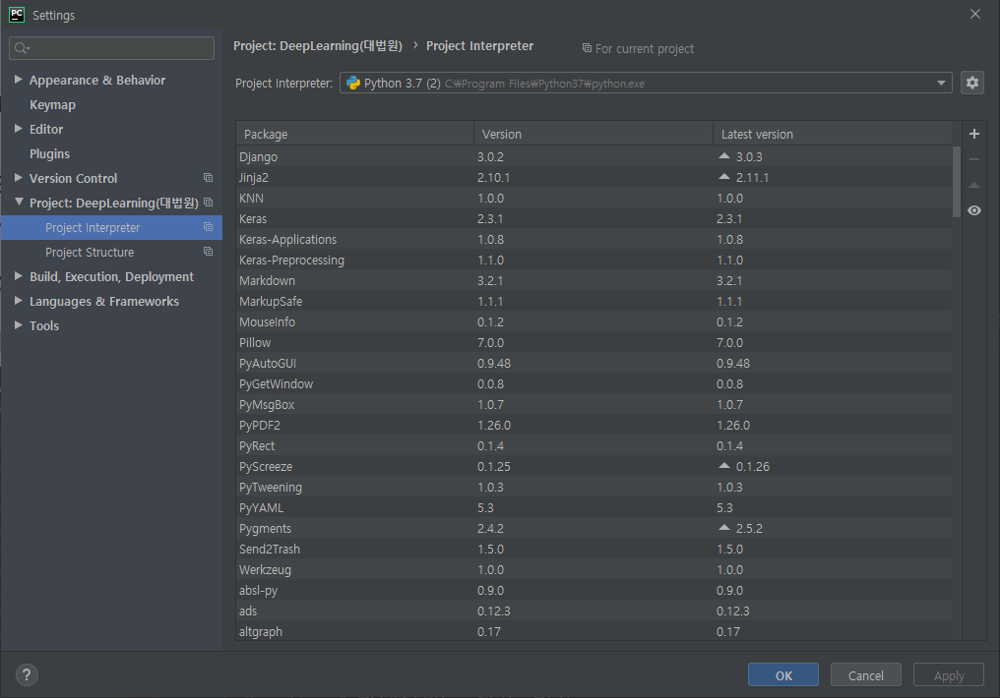 PC Settings
Project: DeepLearning(대법원) › Project Interpreter For current project
Project Interpreter: Python 3.7 (2) C:₩Program Files₩Python37₩python.exe
Appearance & Behavior
Keymap
Editor
Plugins
Version Control
Project: DeepLearning(대법원)
Project Interpreter
Project Structure
Build, Execution, Deployment
Languages & Frameworks
Tools
Package Version Latest version
Django 3.0.2 3.0.3
Jinja2 2.10.1 2.11.1
KNN 1.0.0 1.0.0
Keras 2.3.1 2.3.1
Keras-Applications 1.0.8 1.0.8
Keras-Preprocessing 1.1.0 1.1.0
Markdown 3.2.1 3.2.1
MarkupSafe 1.1.1 1.1.1
MouseInfo 0.1.2 0.1.2
Pillow 7.0.0 7.0.0
PyAutoGUI 0.9.48 0.9.48
PyGetWindow 0.0.8 0.0.8
PyMsgBox 1.0.7 1.0.7
PyPDF2 1.26.0 1.26.0
PyRect 0.1.4 0.1.4
PyScreeze 0.1.25 0.1.26
PyTweening 1.0.3 1.0.3
PyYAML 5.3 5.3
Pygments 2.4.2 2.5.2
Send2Trash 1.5.0 1.5.0
Werkzeug 1.0.0 1.0.0
absl-py 0.9.0 0.9.0
ads 0.12.3 0.12.3
altgraph 0.17 0.17
? OK Cancel Apply